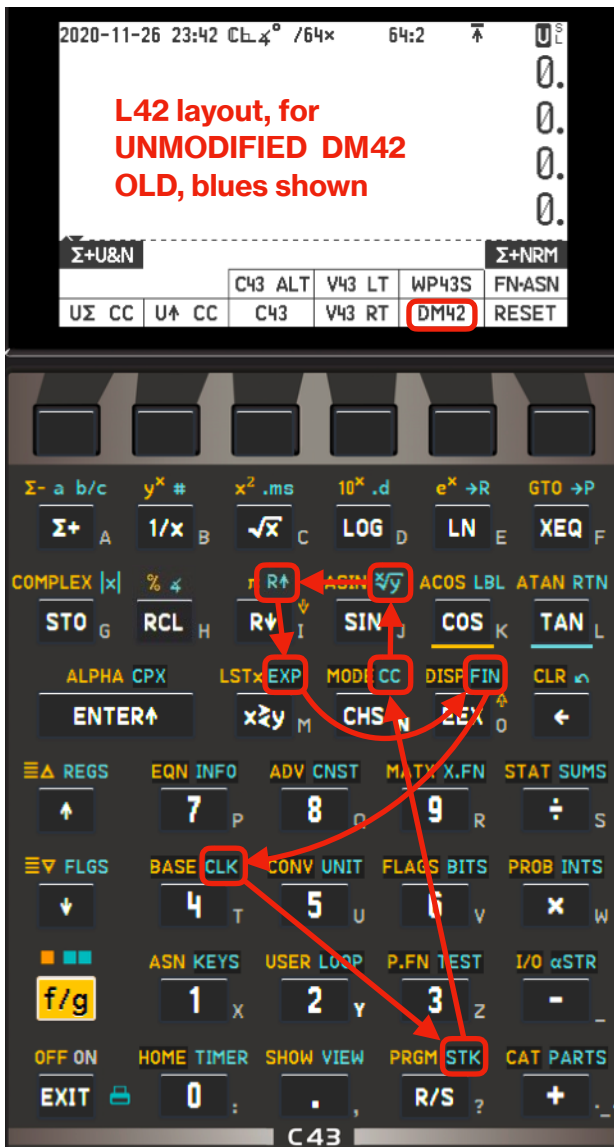 2020-11-26 23:42 ℂ∟∡° /64× 64:2 ⊼ U S L
0.
0.
0.
0.
L42 layout, for
UNMODIFIED DM42
OLD, blues shown
Σ+U&N Σ+NRM
C43 ALT V43 LT WP43S FN·ASN
UΣ CC U↑ CC C43 V43 RT DM42 RESET
Σ- a b/c yˣ # x² .ms 10ˣ .d eˣ →R GTO →P
Σ+ A 1/x B √x C LOG D LN E XEQ F
COMPLEX |x| % ∡ R↑ ASIN ˣ√y ACOS LBL ATAN RTN
STO G RCL H R↓ I SIN J COS K TAN L
ALPHA CPX LSTx EXP MODE CC DISP FIN CLR ↶
ENTER↑ x≷y M CHS N EEX O ←
≡△ REGS EQN INFO ADV CNST MATX X.FN STAT SUMS
↑ 7 P 8 Q 9 R ÷ S
≡▽ FLGS BASE CLK CONV UNIT FLAGS BITS PROB INTS
↓ 4 T 5 U 6 V × W
ASN KEYS USER LOOP P.FN TEST I/O αSTR
f/g 1 X 2 Y 3 Z - _
OFF ON HOME TIMER SHOW VIEW PRGM STK CAT PARTS
EXIT 0 : . , R/S ? +
C43